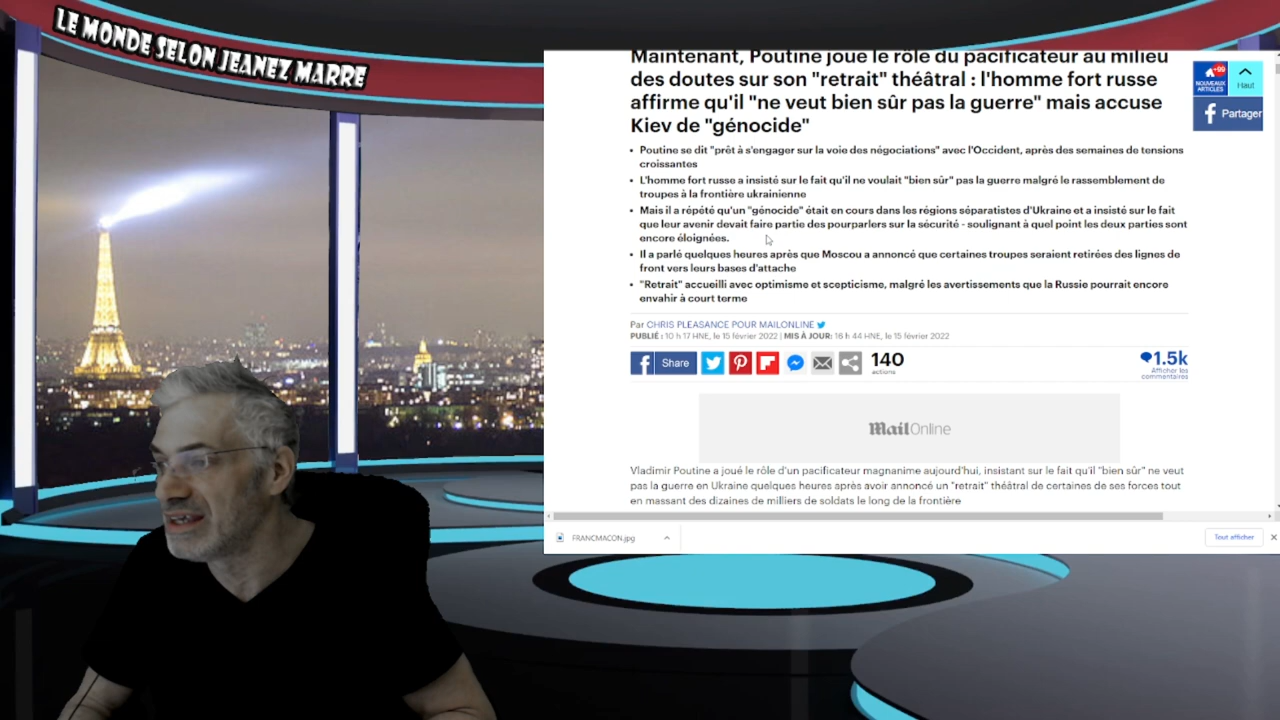 LE MONDE SELON JEANEZ MARRE
Maintenant, Poutine joue le rôle du pacificateur au milieu
des doutes sur son "retrait" théâtral : l'homme fort russe
affirme qu'il "ne veut bien sûr pas la guerre" mais accuse
Kiev de "génocide"
+99
NOUVEAUX
ARTICLES
Haut
Partager
Poutine se dit "prêt à s'engager sur la voie des négociations" avec l'Occident, après des semaines de tensions
croissantes
L'homme fort russe a insisté sur le fait qu'il ne voulait "bien sûr" pas la guerre malgré le rassemblement de
troupes à la frontière ukrainienne
Mais il a répété qu'un "génocide" était en cours dans les régions séparatistes d'Ukraine et a insisté sur le fait
que leur avenir devait faire partie des pourparlers sur la sécurité - soulignant à quel point les deux parties sont
encore éloignées.
Il a parlé quelques heures après que Moscou a annoncé que certaines troupes seraient retirées des lignes de
front vers leurs bases d'attache
"Retrait" accueilli avec optimisme et scepticisme, malgré les avertissements que la Russie pourrait encore
envahir à court terme
Par CHRIS PLEASANCE POUR MAILONLINE
PUBLIÉ : 10 h 17 HNE, le 15 février 2022 | MIS À JOUR: 16 h 44 HNE, le 15 février 2022
Share
140
actions
1.5k
Afficher les
commentaires
MailOnline
Vladimir Poutine a joué le rôle d'un pacificateur magnanime aujourd'hui, insistant sur le fait qu'il "bien sûr" ne veut
pas la guerre en Ukraine quelques heures après avoir annoncé un "retrait" théâtral de certaines de ses forces tout
en massant des dizaines de milliers de soldats le long de la frontière
FRANCMACON.jpg
Tout afficher